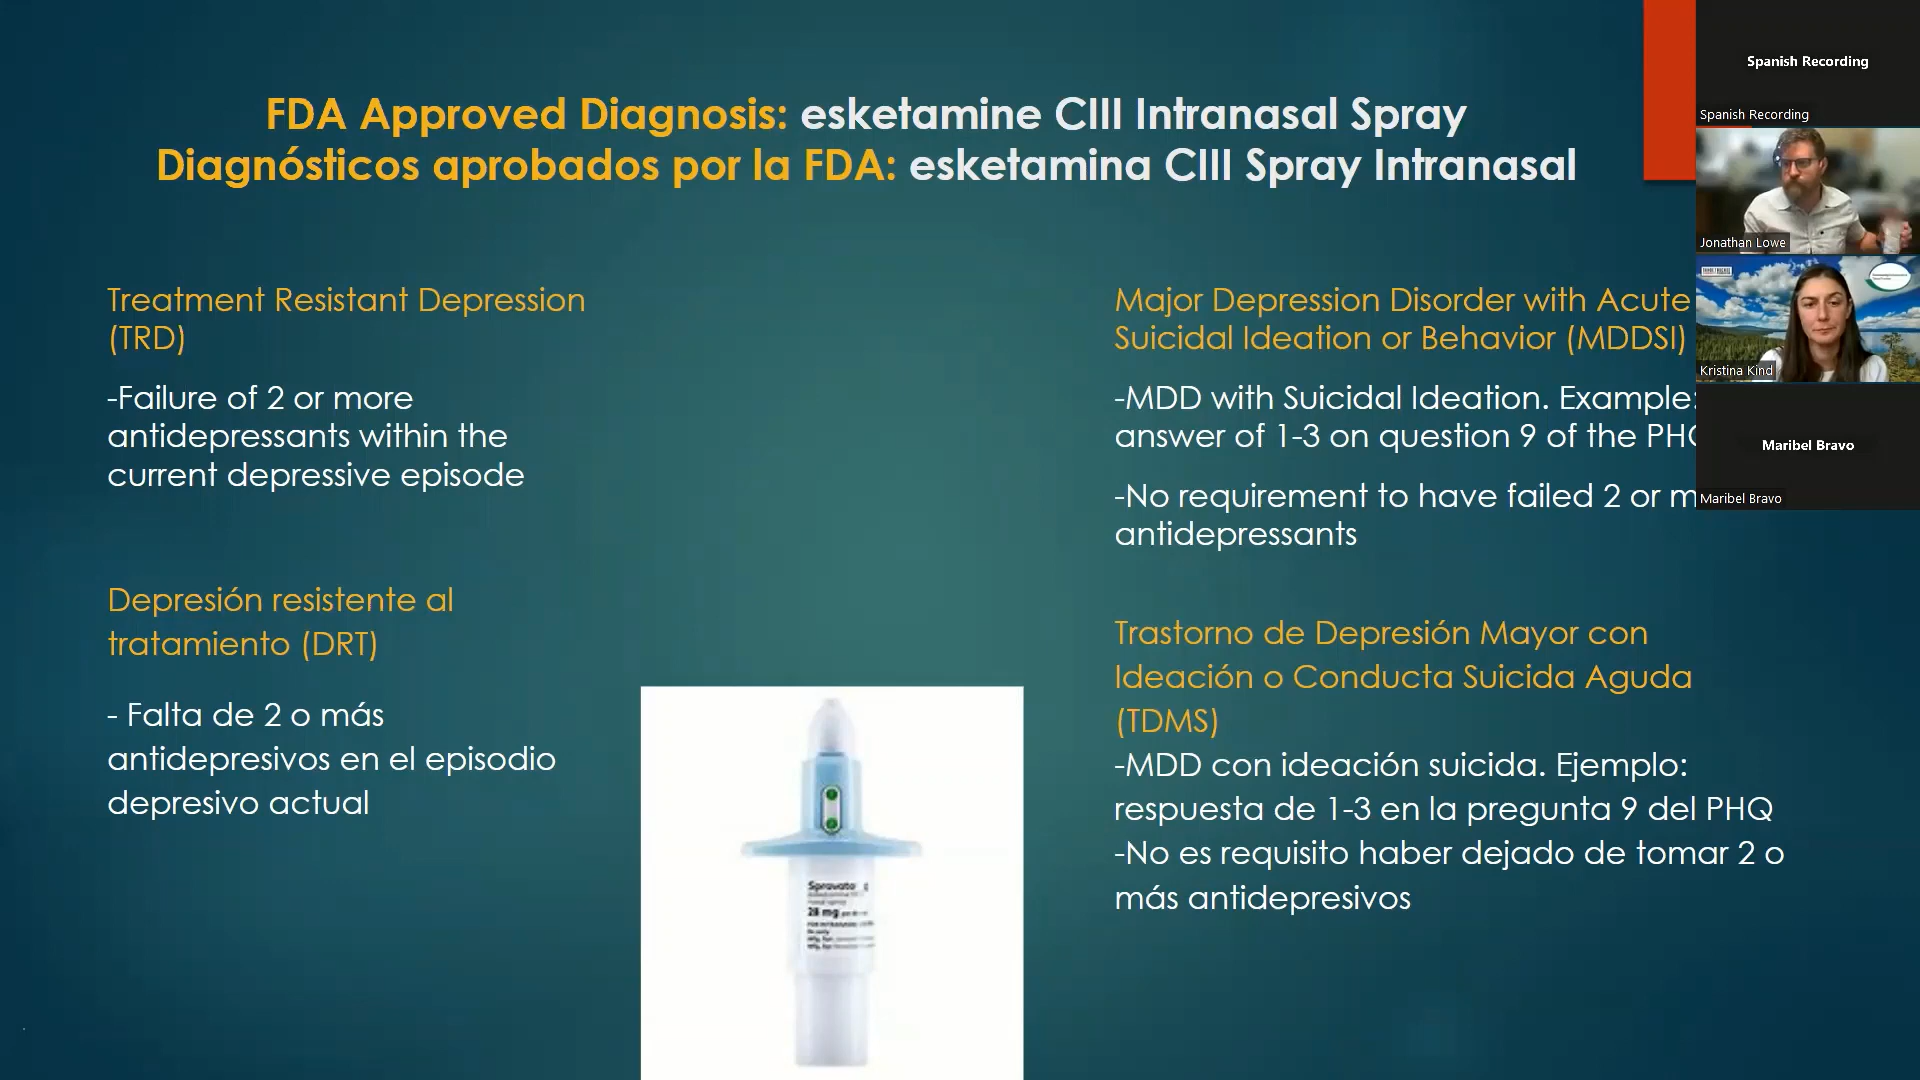 FDA Approved Diagnosis: esketamine CIII Intranasal Spray
Diagnósticos aprobados por la FDA: esketamina CIII Spray Intranasal
Treatment Resistant Depression
(TRD)
-Failure of 2 or more
antidepressants within the
current depressive episode
Depresión resistente al
tratamiento (DRT)
- Falta de 2 o más
antidepresivos en el episodio
depresivo actual
Spravato
28 mg
Major Depression Disorder with Acute
Suicidal Ideation or Behavior (MDDSI)
-MDD with Suicidal Ideation. Example:
answer of 1-3 on question 9 of the
-No requirement to have failed 2 or
antidepressants
Trastorno de Depresión Mayor con
Ideación o Conducta Suicida Aguda
(TDMS)
-MDD con ideación suicida. Ejemplo:
respuesta de 1-3 en la pregunta 9 del PHQ
-No es requisito haber dejado de tomar 2 o
más antidepresivos
Spanish Recording
Spanish Recording
Jonathan Lowe
Kristina Kind
Maribel Bravo
Maribel Bravo